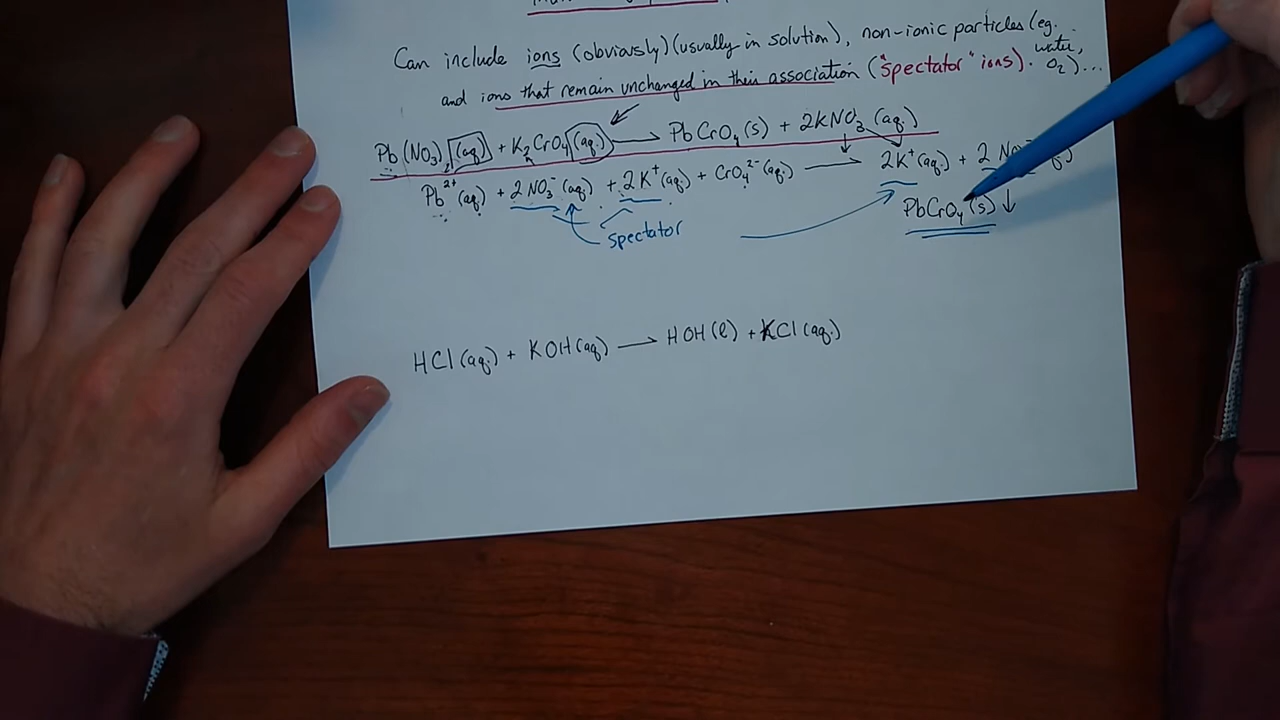 Can include ions (obviously) (usually in solution), non-ionic particles (eg. water, O₂)...
and ions that remain unchanged in their association ("spectator" ions).
Pb(NO3)2(aq) + K2CrO4(aq.) → PbCrO4(s) + 2KNO3(aq.)
Pb²⁺(aq) + 2NO3⁻(aq) + 2K⁺(aq) + CrO4²⁻(aq.) → 2K⁺(aq) + 2
PbCrO4(s)↓
spectator
HCl(aq.) + KOH(aq) → HOH(l) + KCl(aq.)